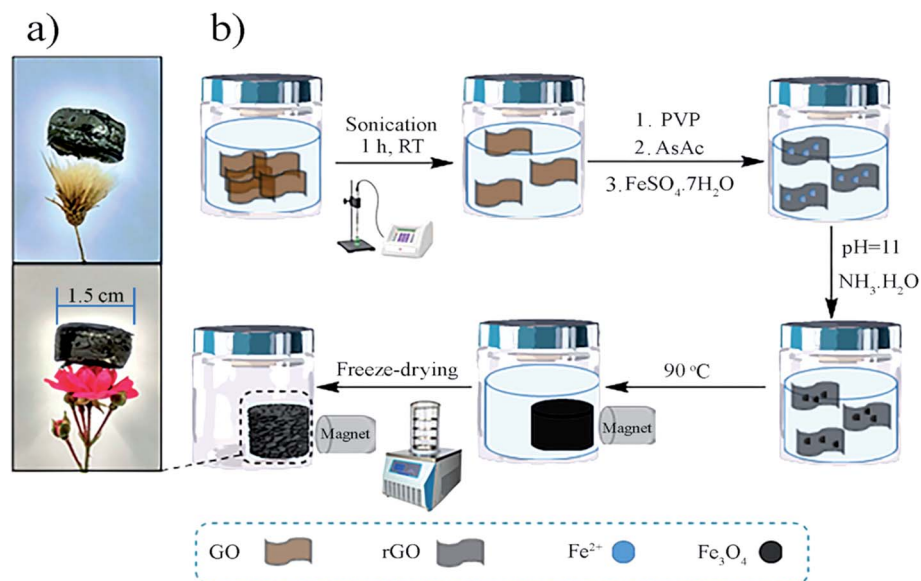 a)
b)
1.5 cm
Sonication
1 h, RT
1. PVP
2. AsAc
3. FeSO₄.7H₂O
pH=11
NH₃.H₂O
90 °C
Magnet
Freeze-drying
Magnet
GO
rGO
Fe²⁺
Fe₃O₄